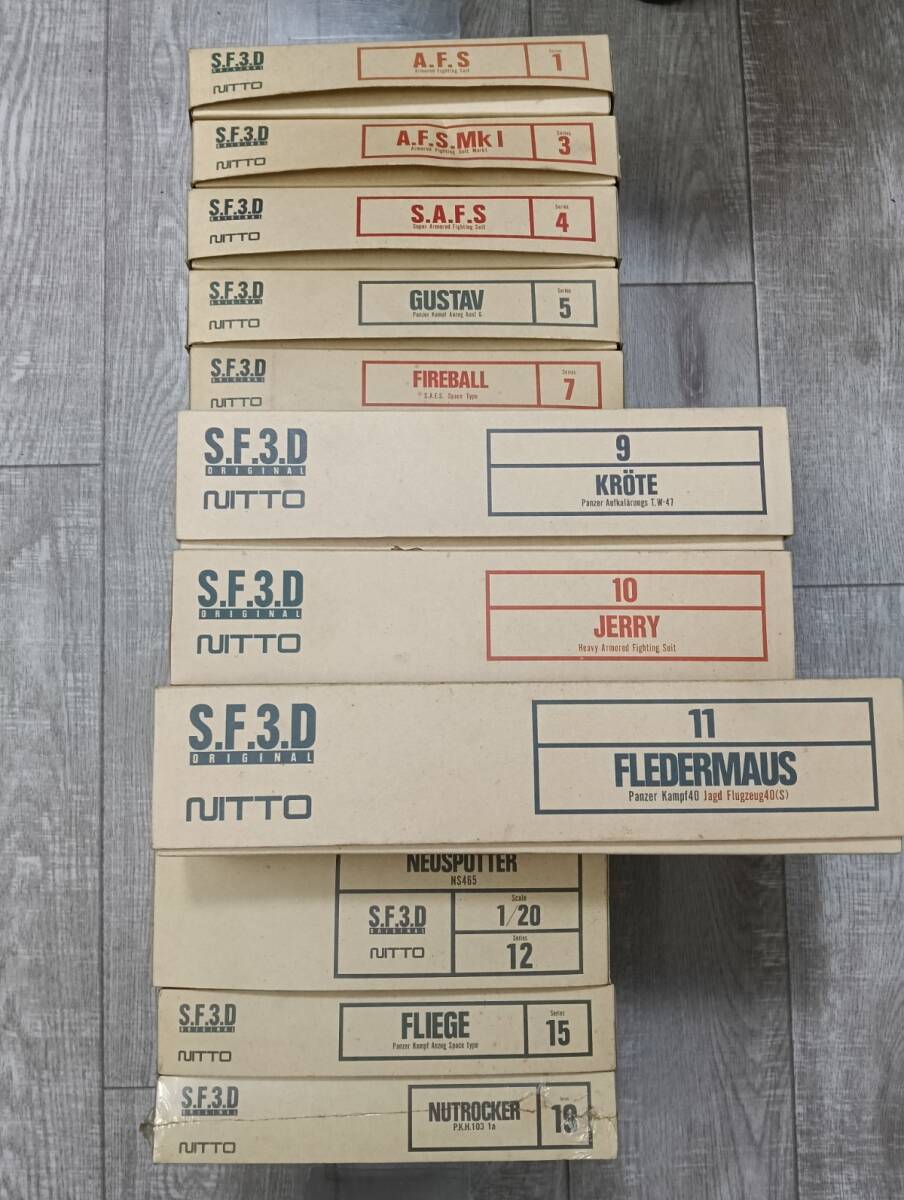 S.F.3.D
ORIGINAL
NITTO
A.F.S
Armored Fighting Suit
Series
1
S.F.3.D
ORIGINAL
NITTO
A.F.S.Mk I
Armored Fighting Suit MarkI
Series
3
S.F.3.D
ORIGINAL
NITTO
S.A.F.S
Super Armored Fighting Suit
Series
4
S.F.3.D
ORIGINAL
NITTO
GUSTAV
Panzer Kampf Anzug Ausf G
Series
5
S.F.3.D
ORIGINAL
NITTO
FIREBALL
S.A.F.S. Space Type
Series
7
S.F.3.D
ORIGINAL
NITTO
9
KRÖTE
Panzer Aufkalärungs T.W-47
S.F.3.D
ORIGINAL
NITTO
10
JERRY
Heavy Armored Fighting Suit
S.F.3.D
ORIGINAL
NITTO
11
FLEDERMAUS
Panzer Kampf40 Jagd Flugzeug40(S)
NEUSPOTTER
NS465
S.F.3.D
ORIGINAL
NITTO
Scale
1/20
Series
12
S.F.3.D
ORIGINAL
NITTO
FLIEGE
Panzer Kampf Anzug Space type
Series
15
S.F.3.D
ORIGINAL
NITTO
NUTROCKER
P.K.H.103 1a
Series